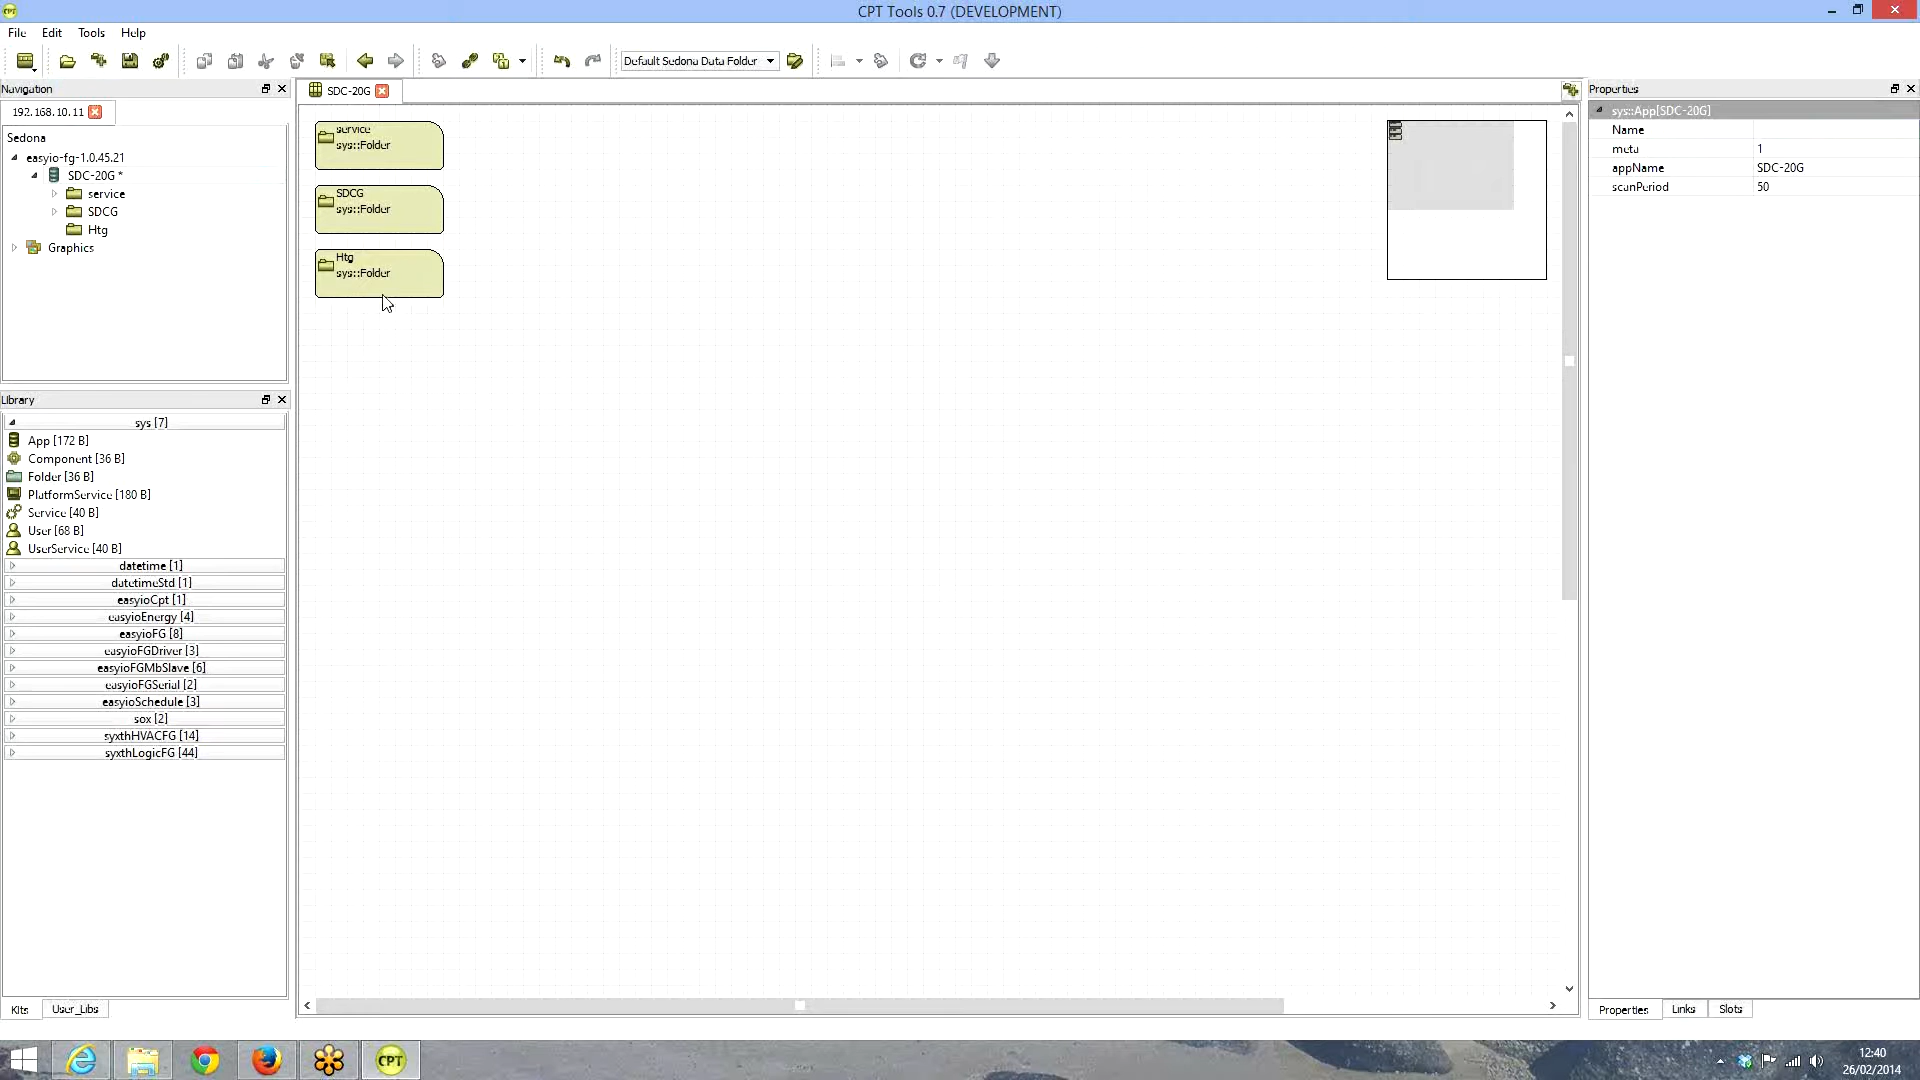 CPT Tools 0.7 (DEVELOPMENT)
File Edit Tools Help
Default Sedona Data Folder
Navigation
192.168.10.11
Sedona
easyio-fg-1.0.45.21
SDC-20G *
service
SDCG
Htg
Graphics
Library
sys [7]
App [172 B]
Component [36 B]
Folder [36 B]
PlatformService [180 B]
Service [40 B]
User [68 B]
UserService [40 B]
datetime [1]
datetimeStd [1]
easyioCpt [1]
easyioEnergy [4]
easyioFG [8]
easyioFGDriver [3]
easyioFGMbSlave [6]
easyioFGSerial [2]
easyioSchedule [3]
sox [2]
syxthHVACFG [14]
syxthLogicFG [44]
Kits User_Libs
SDC-20G
service
sys::Folder
SDCG
sys::Folder
Htg
sys::Folder
Properties
sys::App[SDC-20G]
Name
meta 1
appName SDC-20G
scanPeriod 50
Properties Links Slots
CPT
CPT
12:40
26/02/2014